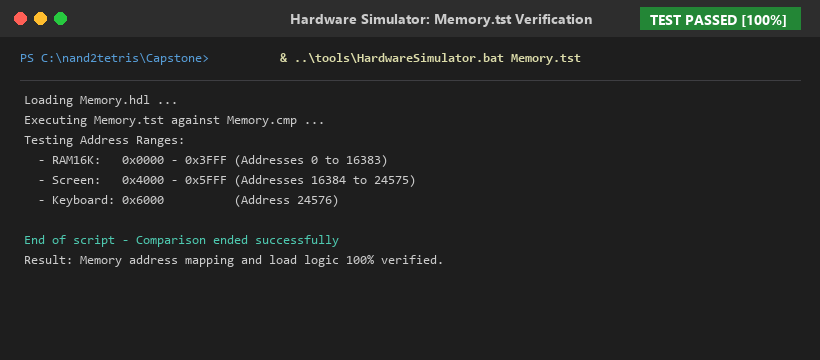 Hardware Simulator: Memory.tst Verification
TEST PASSED [100%]
PS C:\nand2tetris\Capstone> & ..\tools\HardwareSimulator.bat Memory.tst
Loading Memory.hdl ...
Executing Memory.tst against Memory.cmp ...
Testing Address Ranges:
- RAM16K: 0x0000 - 0x3FFF (Addresses 0 to 16383)
- Screen: 0x4000 - 0x5FFF (Addresses 16384 to 24575)
- Keyboard: 0x6000 (Address 24576)
End of script - Comparison ended successfully
Result: Memory address mapping and load logic 100% verified.